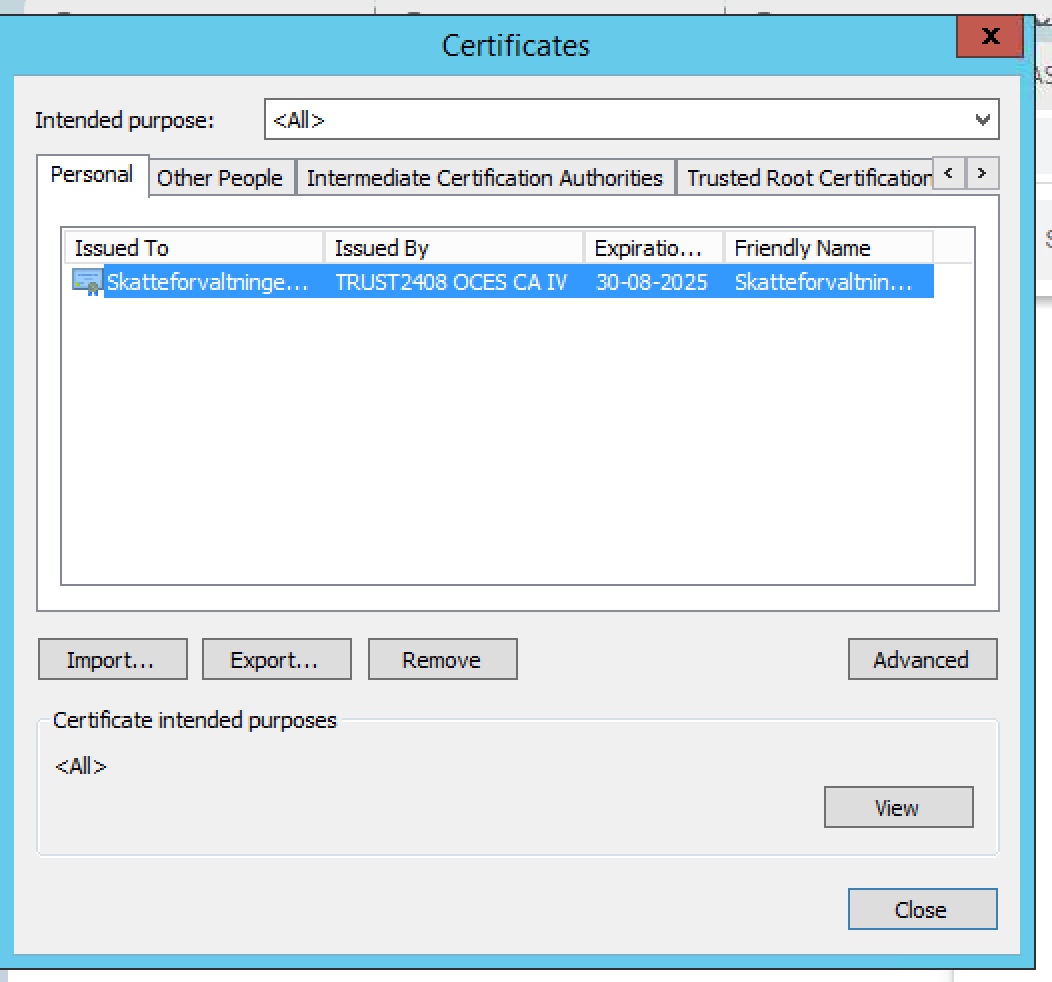 Certificates
x
Intended purpose: <All>
Personal Other People Intermediate Certification Authorities Trusted Root Certification < >
Issued To Issued By Expiratio... Friendly Name
Skatteforvaltninge... TRUST2408 OCES CA IV 30-08-2025 Skatteforvaltnin...
Import... Export... Remove Advanced
Certificate intended purposes
<All>
View
Close